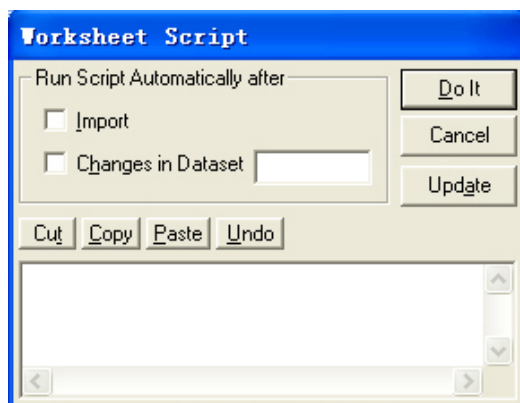 Worksheet Script
Run Script Automatically after
Import
Changes in Dataset
Do It
Cancel
Update
Cut Copy Paste Undo